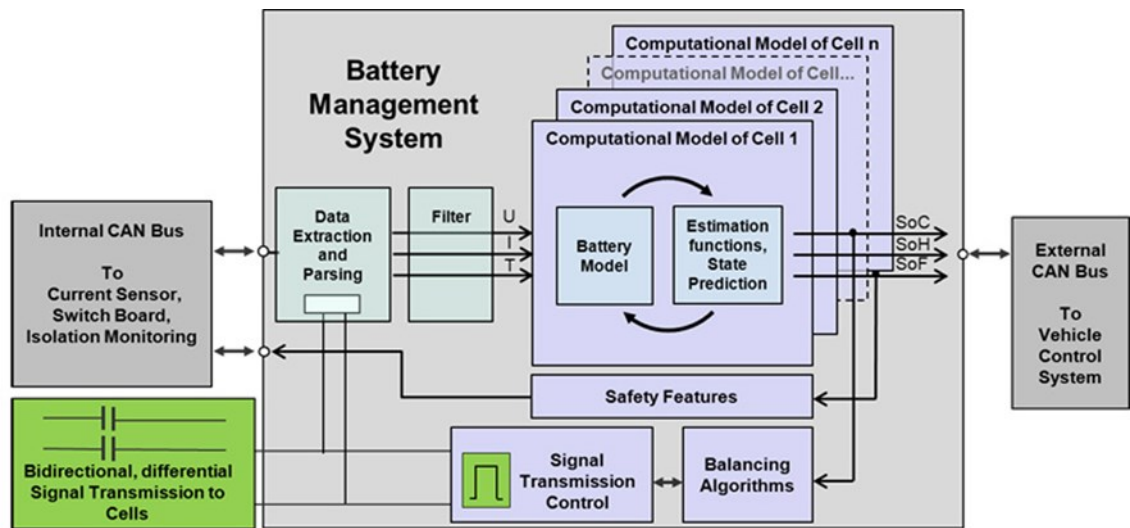 Battery
Management
System
Computational Model of Cell n
Computational Model of Cell...
Computational Model of Cell 2
Computational Model of Cell 1
Internal CAN Bus
To
Current Sensor,
Switch Board,
Isolation Monitoring
Data
Extraction
and
Parsing
Filter
U
I
T
Battery
Model
Estimation
functions,
State
Prediction
SoC
SoH
SoF
External
CAN Bus
To
Vehicle
Control
System
Safety Features
Bidirectional, differential
Signal Transmission to
Cells
Signal
Transmission
Control
Balancing
Algorithms